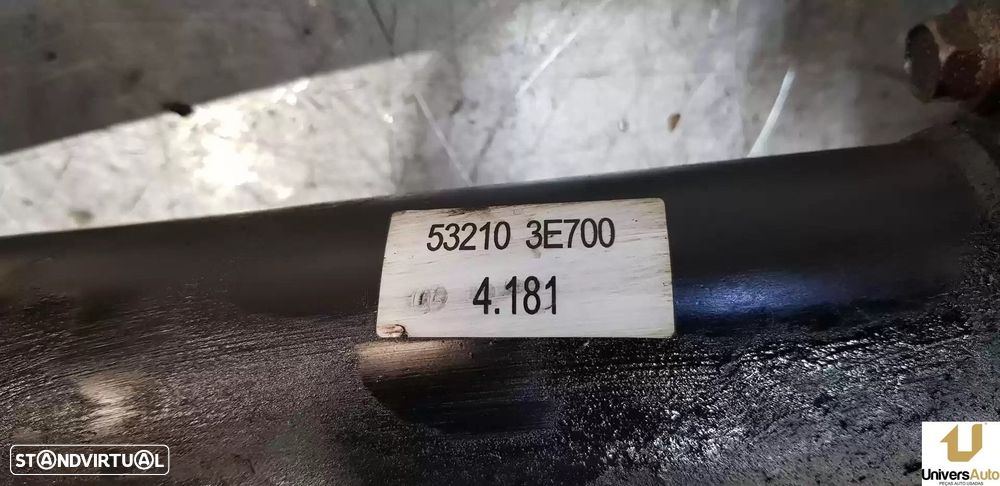 53210 3E700
4.181
STANDVIRTUAL
UniversAuto
PEÇAS AUTO USADAS